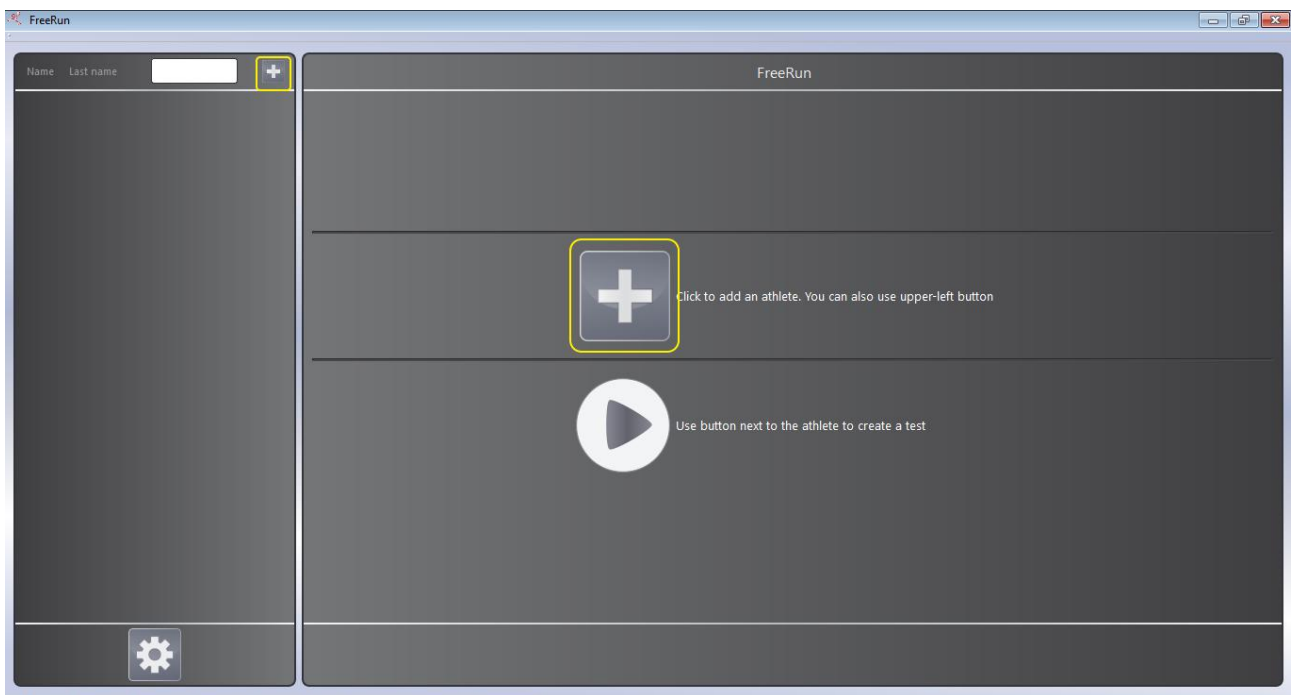 FreeRun
Name Last name
FreeRun
Click to add an athlete. You can also use upper-left button
Use button next to the athlete to create a test